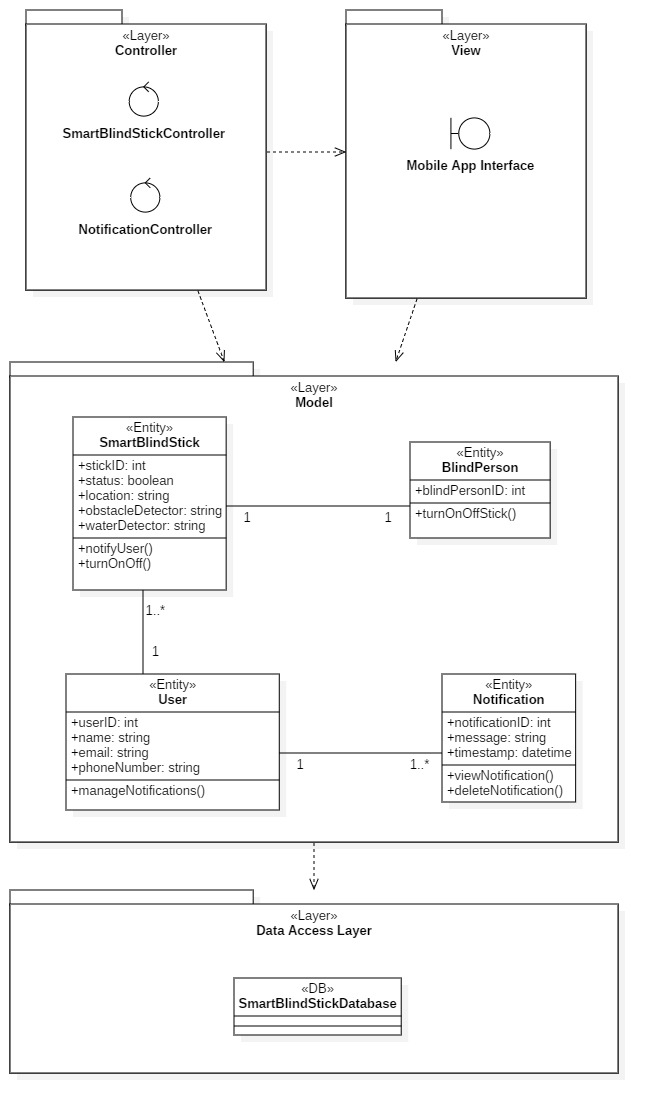 «Layer»
Controller
SmartBlindStickController
NotificationController
«Layer»
View
Mobile App Interface
«Layer»
Model
«Entity»
SmartBlindStick
+stickID: int
+status: boolean
+location: string
+obstacleDetector: string
+waterDetector: string
+notifyUser()
+turnOnOff()
1
1
«Entity»
BlindPerson
+blindPersonID: int
+turnOnOffStick()
1..*
1
«Entity»
User
+userID: int
+name: string
+email: string
+phoneNumber: string
+manageNotifications()
1
1..*
«Entity»
Notification
+notificationID: int
+message: string
+timestamp: datetime
+viewNotification()
+deleteNotification()
«Layer»
Data Access Layer
«DB»
SmartBlindStickDatabase